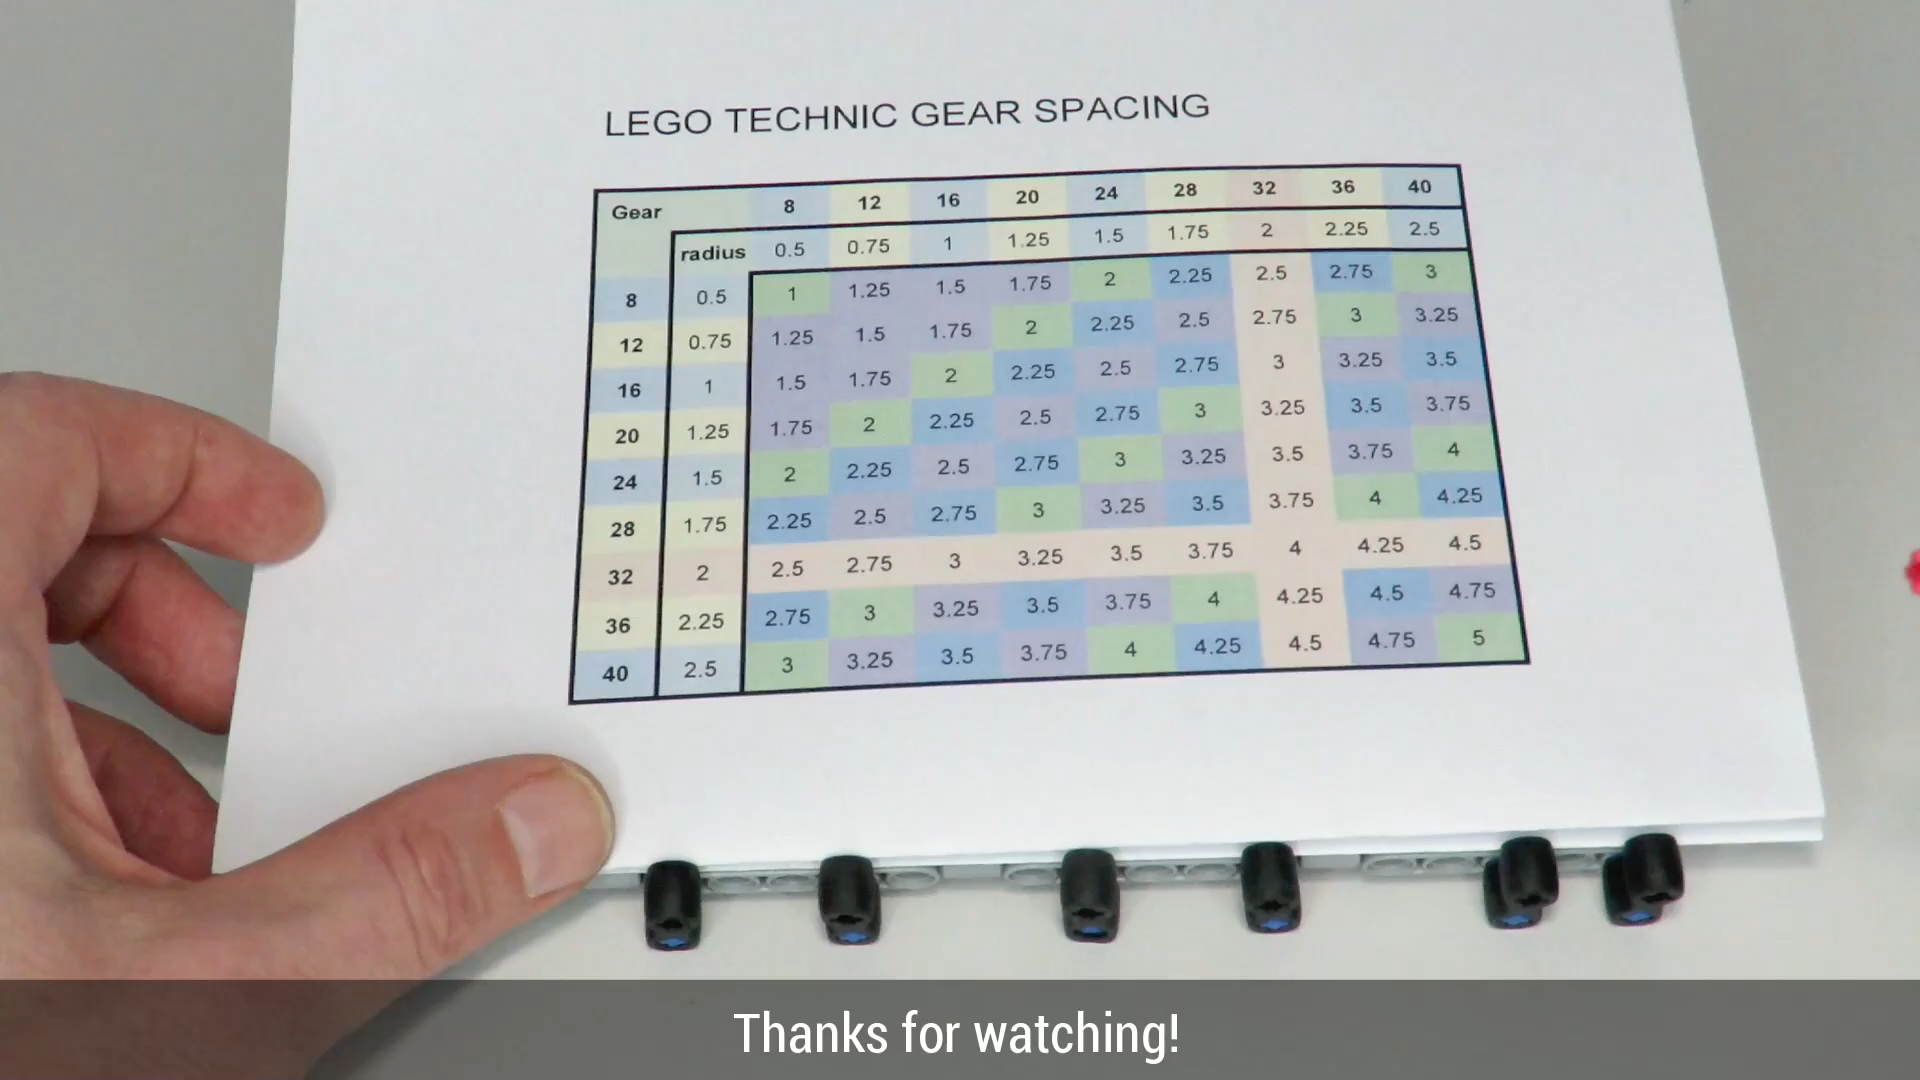 LEGO TECHNIC GEAR SPACING
Gear 8 12 16 20 24 28 32 36 40
radius 0.5 0.75 1 1.25 1.5 1.75 2 2.25 2.5
8 0.5 1 1.25 1.5 1.75 2 2.25 2.5 2.75 3
12 0.75 1.25 1.5 1.75 2 2.25 2.5 2.75 3 3.25
16 1 1.5 1.75 2 2.25 2.5 2.75 3 3.25 3.5
20 1.25 1.75 2 2.25 2.5 2.75 3 3.25 3.5 3.75
24 1.5 2 2.25 2.5 2.75 3 3.25 3.5 3.75 4
28 1.75 2.25 2.5 2.75 3 3.25 3.5 3.75 4 4.25
32 2 2.5 2.75 3 3.25 3.5 3.75 4 4.25 4.5
36 2.25 2.75 3 3.25 3.5 3.75 4 4.25 4.5 4.75
40 2.5 3 3.25 3.5 3.75 4 4.25 4.5 4.75 5
Thanks for watching!